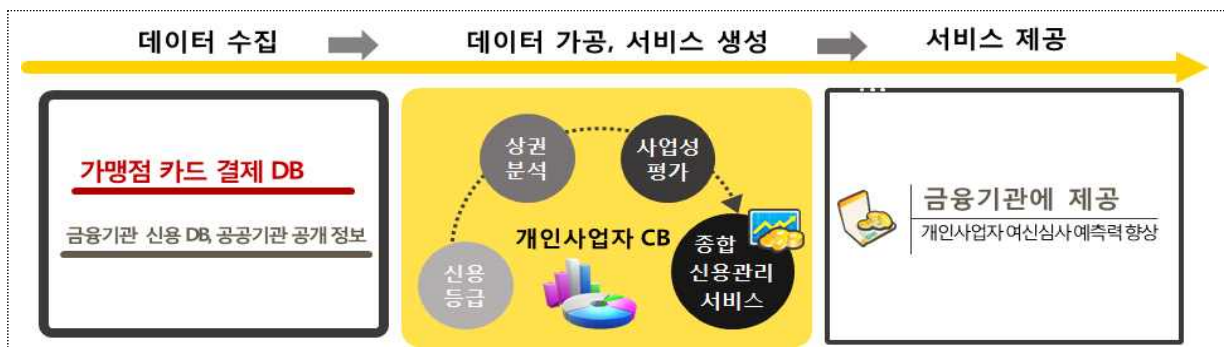 데이터 수집
데이터 가공, 서비스 생성
서비스 제공
가맹점 카드 결제 DB
금융기관 신용 DB, 공공기관 공개 정보
상권
분석
사업성
평가
개인사업자 CB
신용
등급
종합
신용관리
서비스
...
금융기관에 제공
개인사업자 여신심사 예측력 향상